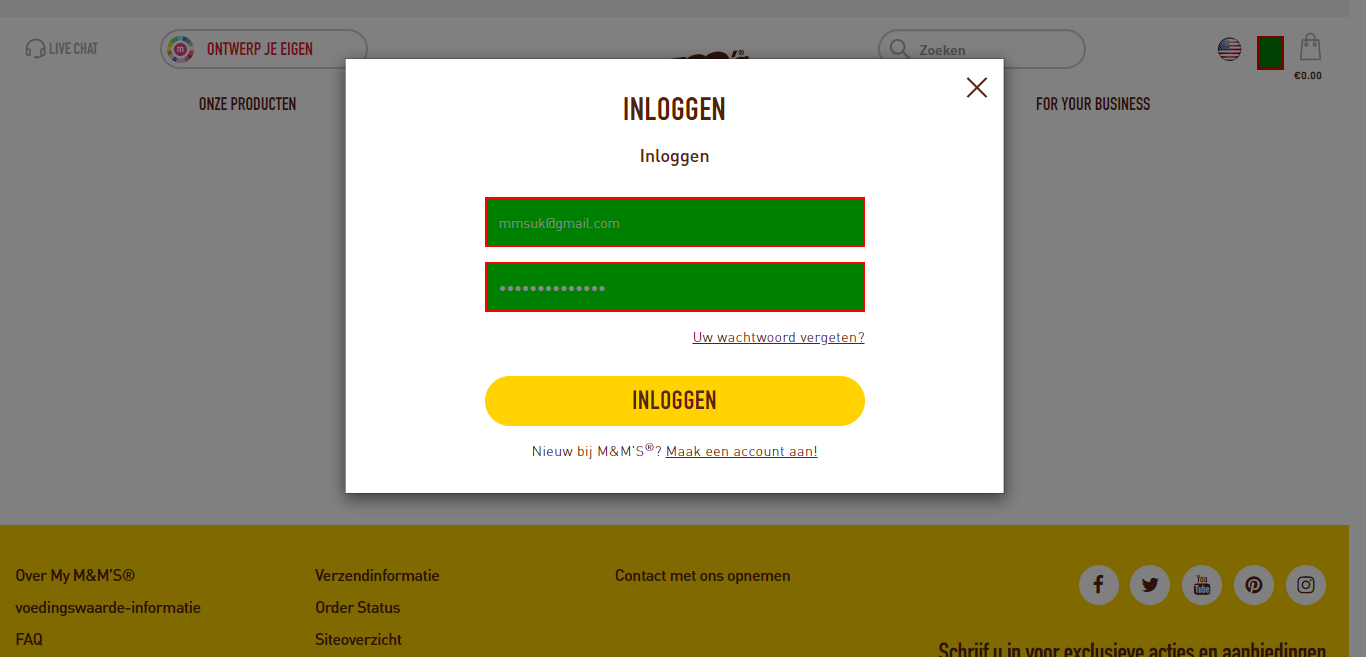 LIVE CHAT
m
ONTWERP JE EIGEN
Zoeken
€0.00
ONZE PRODUCTEN
FOR YOUR BUSINESS
INLOGGEN
Inloggen
mmsuk@gmail.com
••••••••••••••
Uw wachtwoord vergeten?
INLOGGEN
Nieuw bij M&M'S®? Maak een account aan!
Over My M&M'S®
voedingswaarde-informatie
FAQ
Verzendinformatie
Order Status
Siteoverzicht
Contact met ons opnemen
You
Tube
Schrijf u in voor exclusieve acties en aanbiedingen